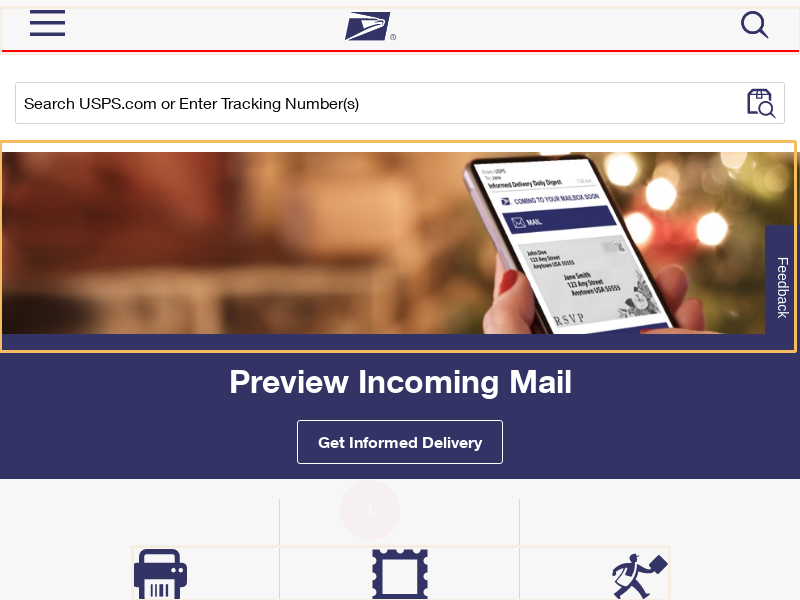 ®
Search USPS.com or Enter Tracking Number(s)
From: USPS
To: Jane
Informed Delivery Daily Digest
COMING TO YOUR MAILBOX SOON
MAIL
John Doe
123 Any Street
Anytown USA 55555
Jane Smith
123 Any Street
Anytown USA 55555
RSVP
Feedback
Preview Incoming Mail
Get Informed Delivery